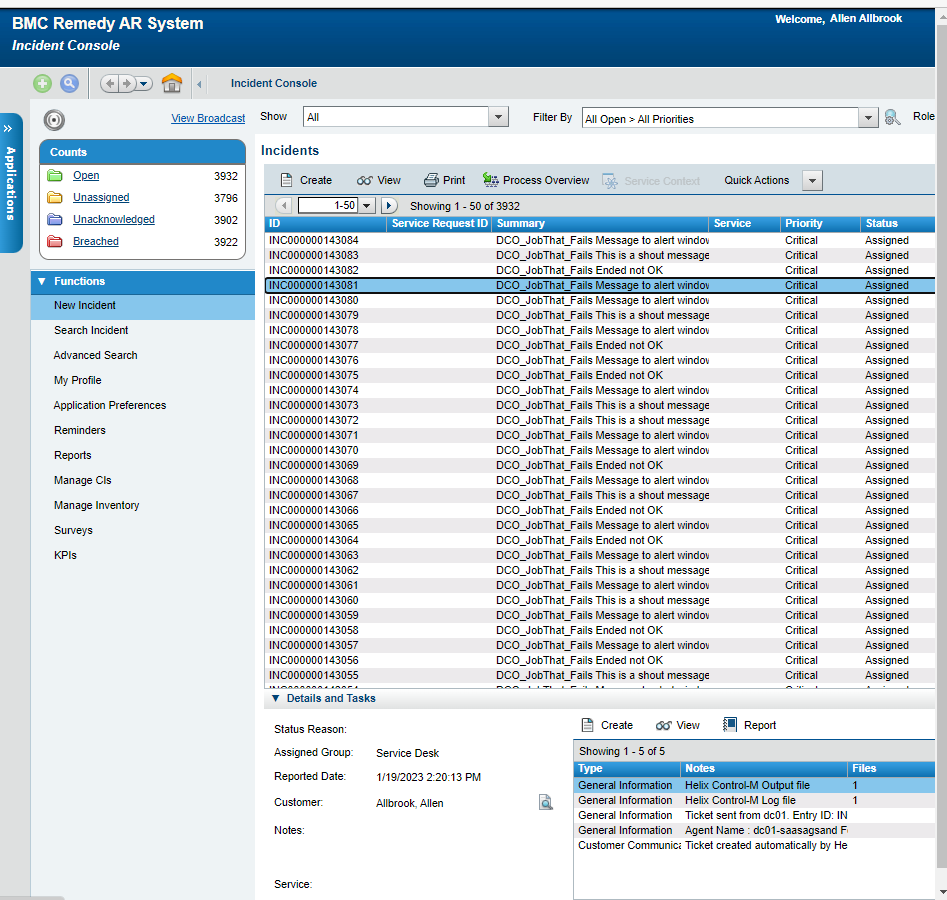 BMC Remedy AR System
Welcome, Allen Allbrook
Incident Console
Incident Console
View Broadcast
Show All
Filter By All Open > All Priorities
Role
»
Applications
Counts
Open 3932
Unassigned 3796
Unacknowledged 3902
Breached 3922
Functions
New Incident
Search Incident
Advanced Search
My Profile
Application Preferences
Reminders
Reports
Manage CIs
Manage Inventory
Surveys
KPIs
Incidents
Create View Print Process Overview Service Context Quick Actions
1-50 Showing 1 - 50 of 3932
ID Service Request ID Summary Service Priority Status
INC000000143084 DCO_JobThat_Fails Message to alert window Critical Assigned
INC000000143083 DCO_JobThat_Fails This is a shout message Critical Assigned
INC000000143082 DCO_JobThat_Fails Ended not OK Critical Assigned
INC000000143081 DCO_JobThat_Fails Message to alert window Critical Assigned
INC000000143080 DCO_JobThat_Fails Message to alert window Critical Assigned
INC000000143079 DCO_JobThat_Fails This is a shout message Critical Assigned
INC000000143078 DCO_JobThat_Fails Message to alert window Critical Assigned
INC000000143077 DCO_JobThat_Fails Ended not OK Critical Assigned
INC000000143076 DCO_JobThat_Fails Message to alert window Critical Assigned
INC000000143075 DCO_JobThat_Fails Ended not OK Critical Assigned
INC000000143074 DCO_JobThat_Fails Message to alert window Critical Assigned
INC000000143073 DCO_JobThat_Fails This is a shout message Critical Assigned
INC000000143072 DCO_JobThat_Fails This is a shout message Critical Assigned
INC000000143071 DCO_JobThat_Fails Message to alert window Critical Assigned
INC000000143070 DCO_JobThat_Fails Message to alert window Critical Assigned
INC000000143069 DCO_JobThat_Fails Ended not OK Critical Assigned
INC000000143068 DCO_JobThat_Fails Message to alert window Critical Assigned
INC000000143067 DCO_JobThat_Fails This is a shout message Critical Assigned
INC000000143066 DCO_JobThat_Fails Ended not OK Critical Assigned
INC000000143065 DCO_JobThat_Fails Message to alert window Critical Assigned
INC000000143064 DCO_JobThat_Fails Ended not OK Critical Assigned
INC000000143063 DCO_JobThat_Fails Message to alert window Critical Assigned
INC000000143062 DCO_JobThat_Fails This is a shout message Critical Assigned
INC000000143061 DCO_JobThat_Fails Message to alert window Critical Assigned
INC000000143060 DCO_JobThat_Fails This is a shout message Critical Assigned
INC000000143059 DCO_JobThat_Fails Message to alert window Critical Assigned
INC000000143058 DCO_JobThat_Fails Ended not OK Critical Assigned
INC000000143057 DCO_JobThat_Fails Message to alert window Critical Assigned
INC000000143056 DCO_JobThat_Fails Ended not OK Critical Assigned
INC000000143055 DCO_JobThat_Fails This is a shout message Critical Assigned
Details and Tasks
Status Reason:
Assigned Group: Service Desk
Reported Date: 1/19/2023 2:20:13 PM
Customer: Allbrook, Allen
Notes:
Service:
Create View Report
Showing 1 - 5 of 5
Type Notes Files
General Information Helix Control-M Output file 1
General Information Helix Control-M Log file 1
General Information Ticket sent from dc01. Entry ID: IN
General Information Agent Name : dc01-saasagsand F
Customer Communica Ticket created automatically by He